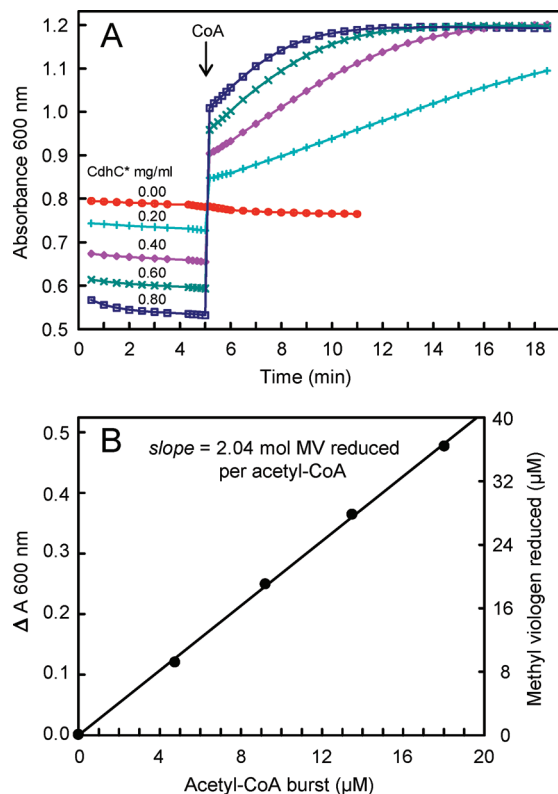 A
CoA
Absorbance 600 nm
1.2
1.1
1.0
0.9
0.8
0.7
0.6
0.5
CdhC* mg/ml
0.00
0.20
0.40
0.60
0.80
0 2 4 6 8 10 12 14 16 18
Time (min)
B
slope = 2.04 mol MV reduced
per acetyl-CoA
Δ A 600 nm
0.5
0.4
0.3
0.2
0.1
0.0
40
32
24
16
8
0
Methyl viologen reduced (µM)
0 4 8 12 16 20
Acetyl-CoA burst (µM)